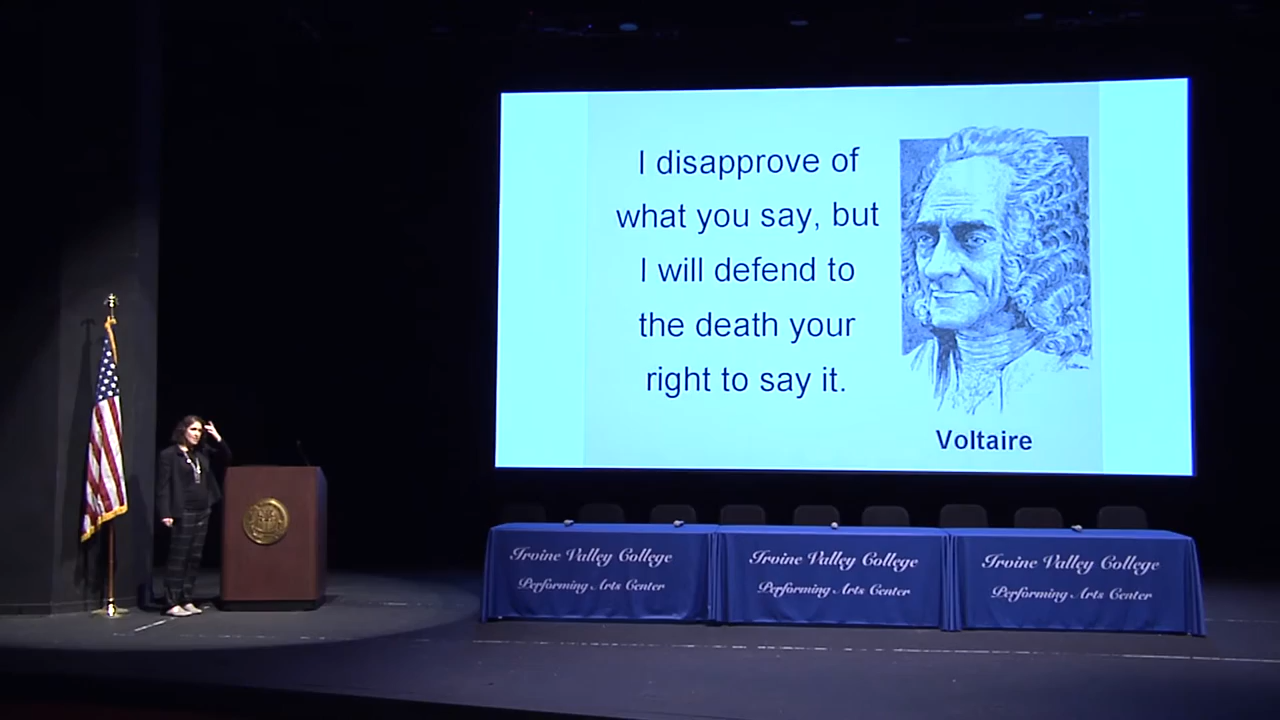 I disapprove of
what you say, but
I will defend to
the death your
right to say it.
Voltaire
Irvine Valley College
Performing Arts Center
Irvine Valley College
Performing Arts Center
Irvine Valley College
Performing Arts Center